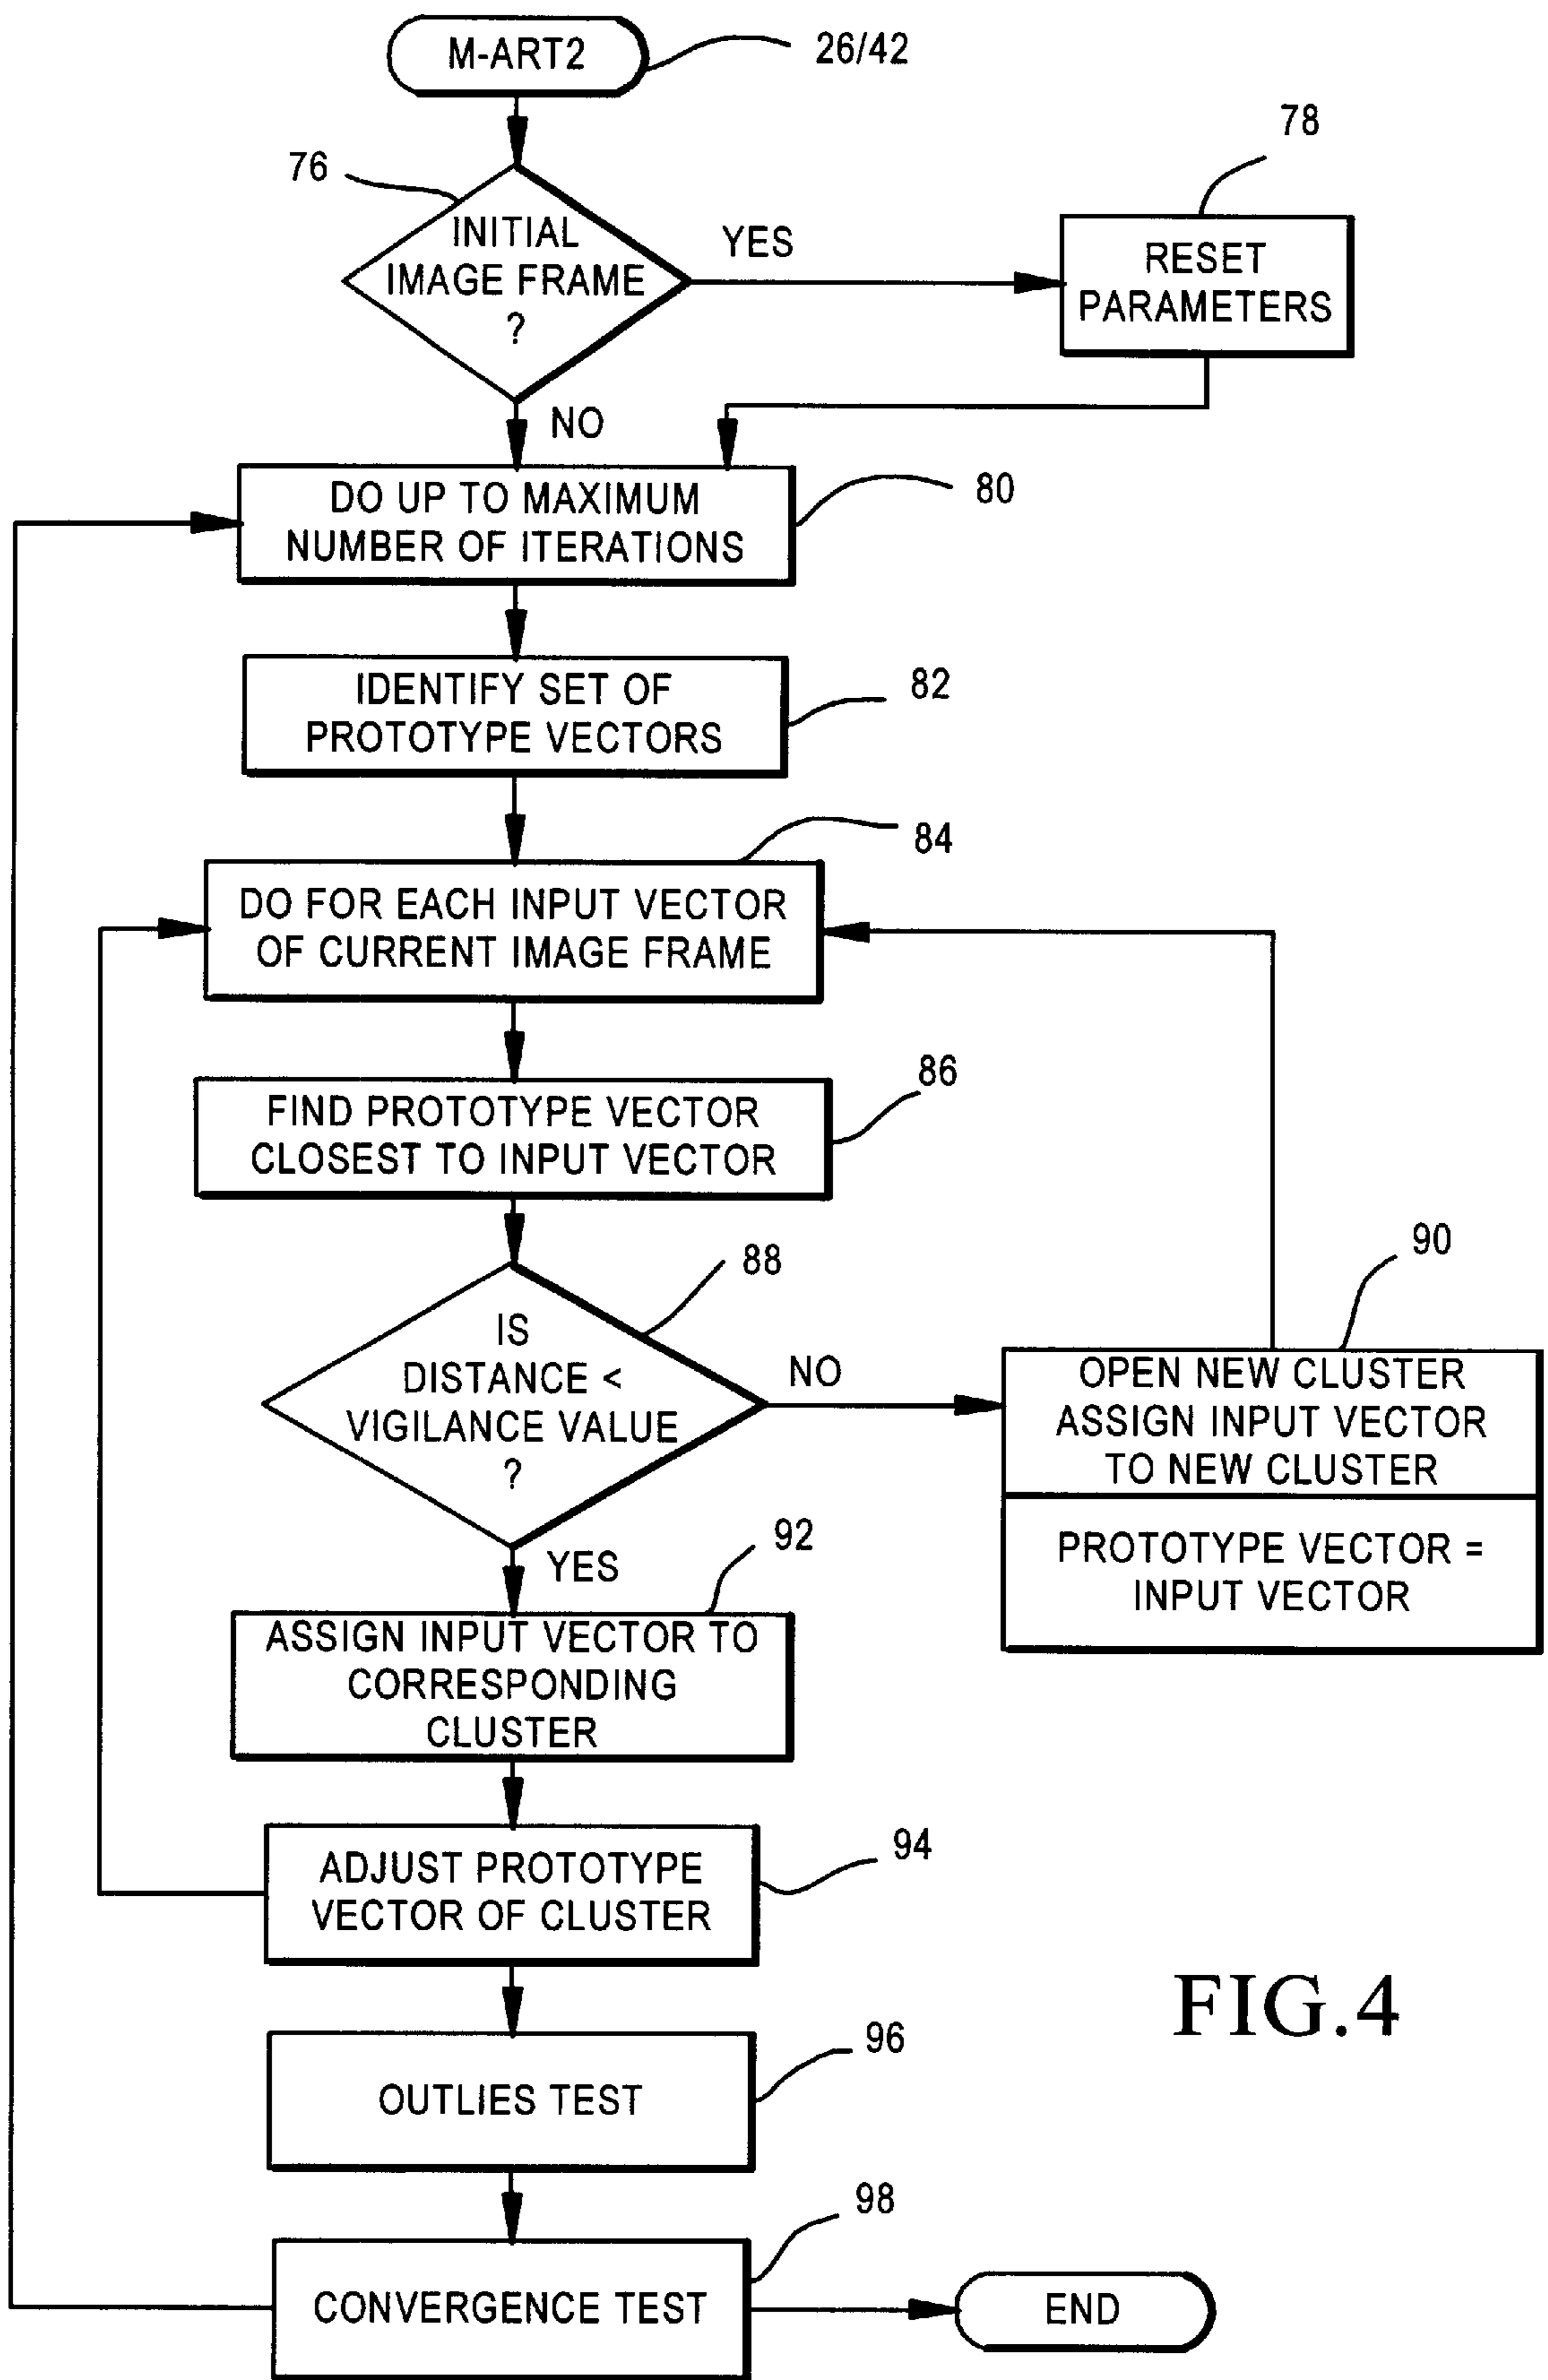 M-ART2
26/42
76
INITIAL
IMAGE FRAME
?
YES
78
RESET
PARAMETERS
NO
DO UP TO MAXIMUM
NUMBER OF ITERATIONS
80
IDENTIFY SET OF
PROTOTYPE VECTORS
82
84
DO FOR EACH INPUT VECTOR
OF CURRENT IMAGE FRAME
86
FIND PROTOTYPE VECTOR
CLOSEST TO INPUT VECTOR
88
IS
DISTANCE <
VIGILANCE VALUE
?
NO
90
OPEN NEW CLUSTER
ASSIGN INPUT VECTOR
TO NEW CLUSTER
PROTOTYPE VECTOR =
INPUT VECTOR
YES
92
ASSIGN INPUT VECTOR TO
CORRESPONDING
CLUSTER
94
ADJUST PROTOTYPE
VECTOR OF CLUSTER
FIG.4
96
OUTLIES TEST
98
CONVERGENCE TEST
END